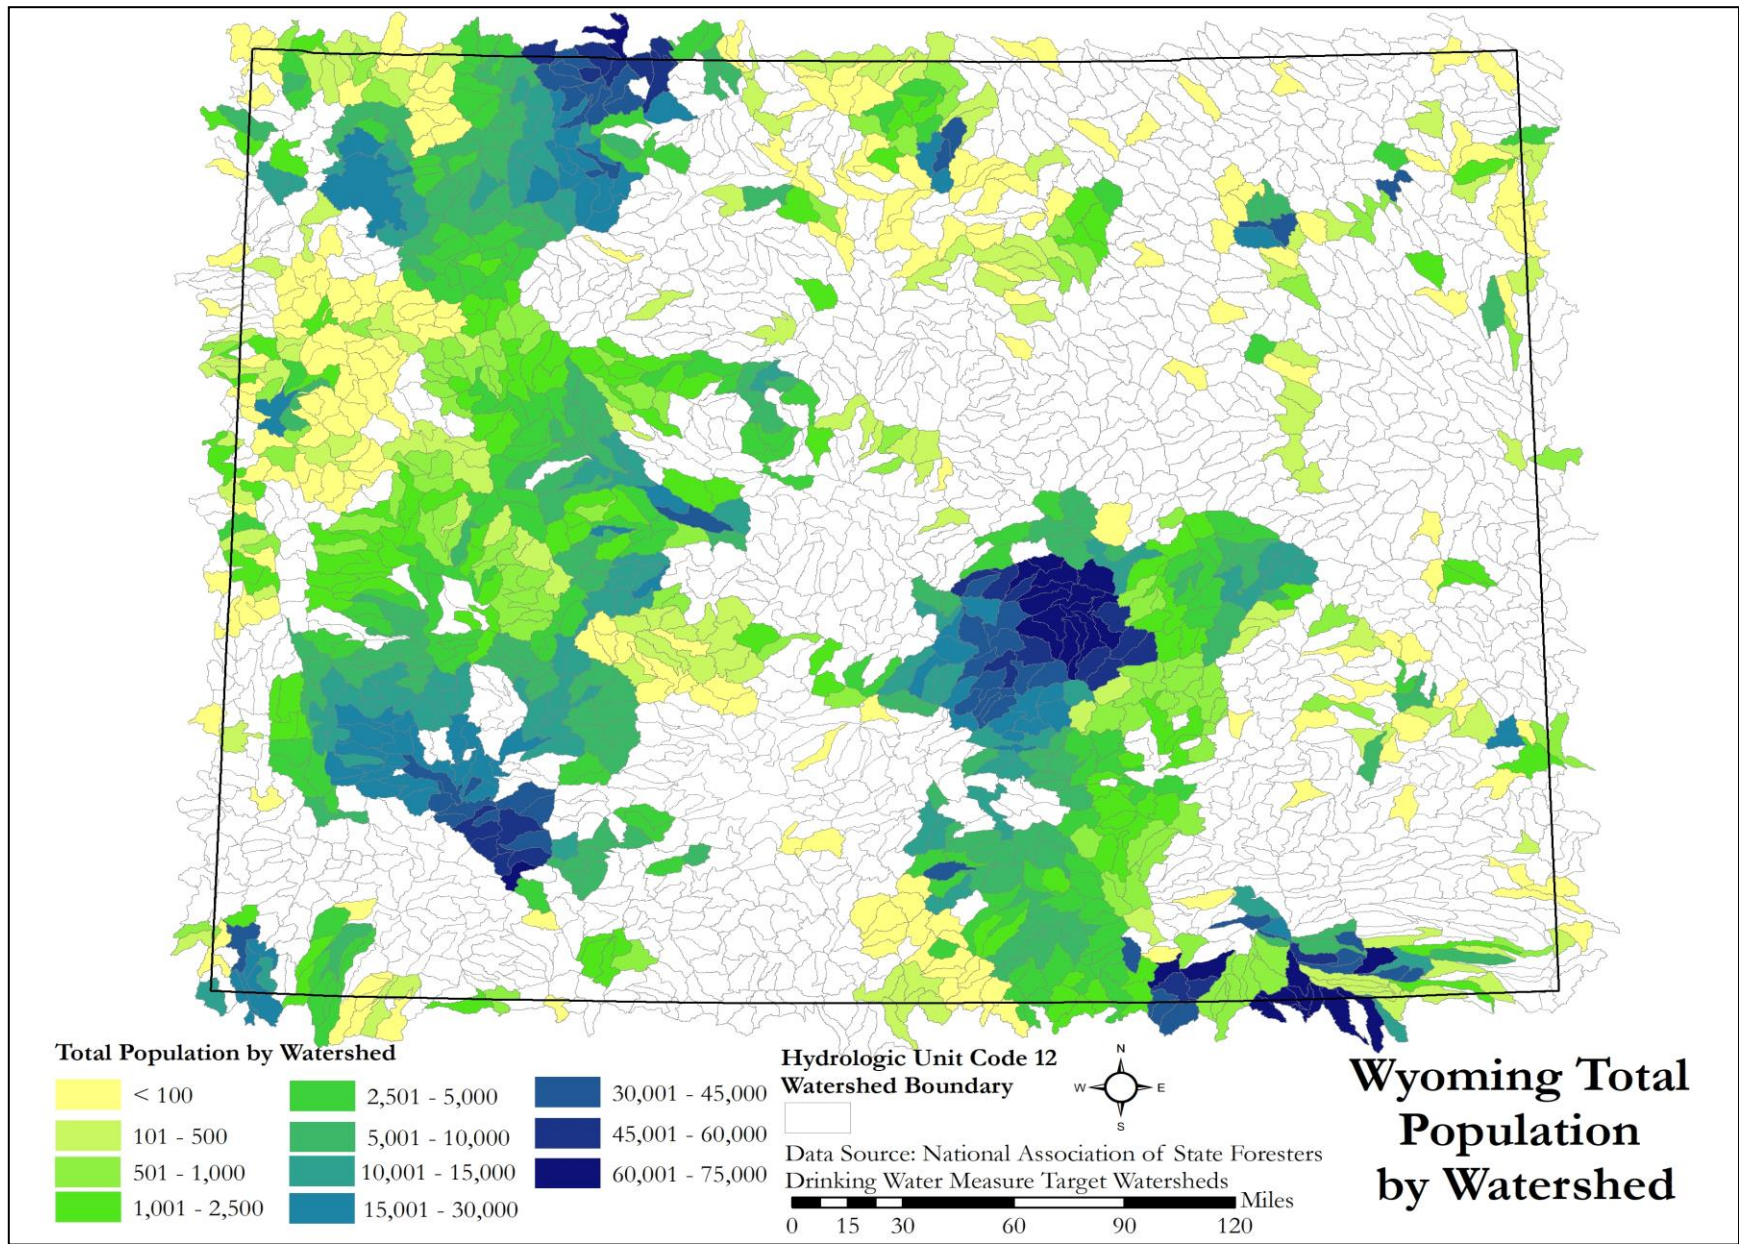 Total Population by Watershed
< 100
101 - 500
501 - 1,000
1,001 - 2,500
2,501 - 5,000
5,001 - 10,000
10,001 - 15,000
15,001 - 30,000
30,001 - 45,000
45,001 - 60,000
60,001 - 75,000
Hydrologic Unit Code 12
Watershed Boundary
N
W
E
S
Data Source: National Association of State Foresters
Drinking Water Measure Target Watersheds
Miles
0 15 30 60 90 120
Wyoming Total
Population
by Watershed